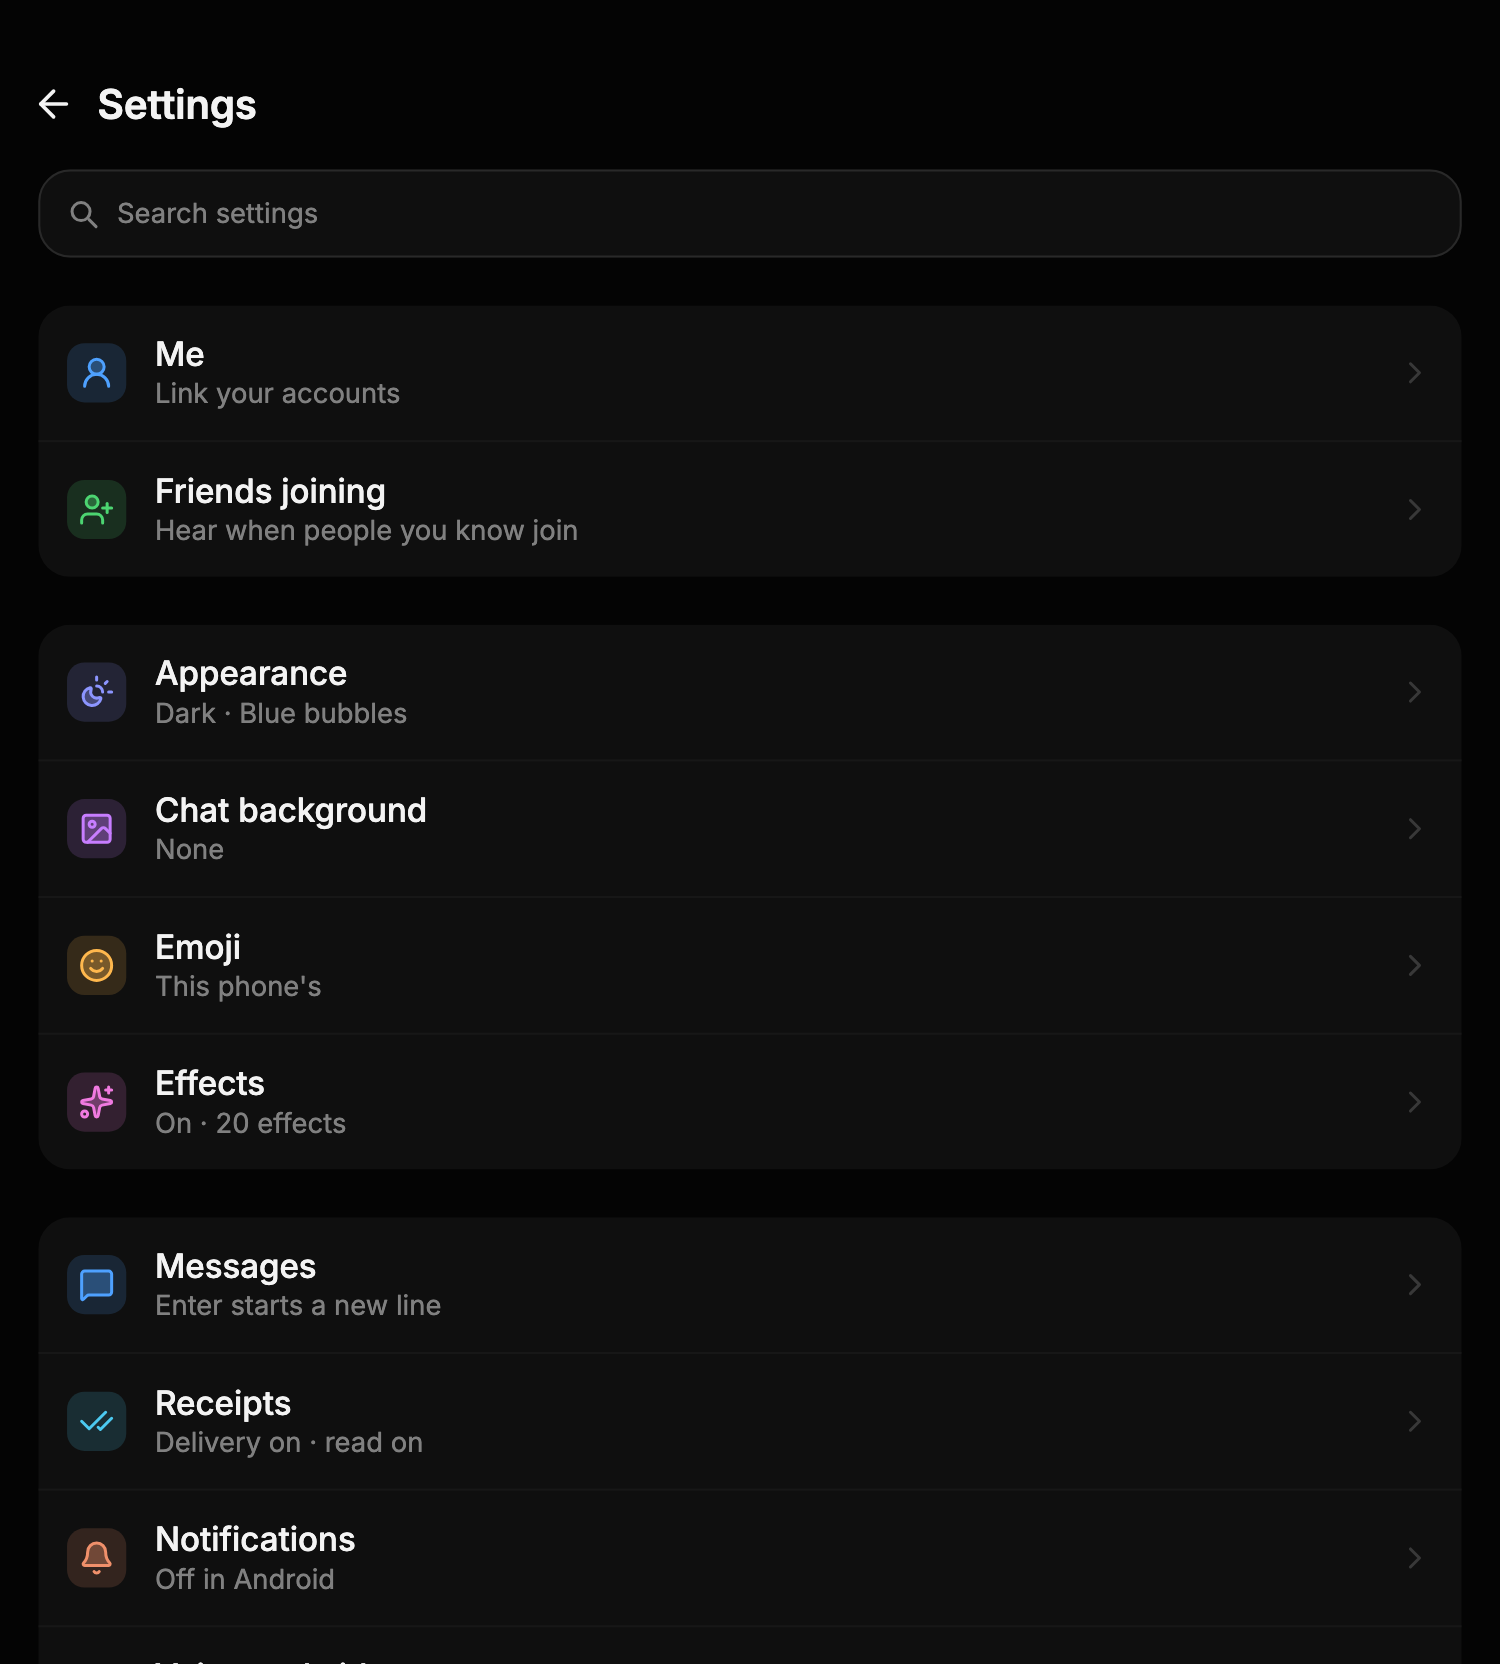 Settings
Search settings
Me
Link your accounts
Friends joining
Hear when people you know join
Appearance
Dark · Blue bubbles
Chat background
None
Emoji
This phone's
Effects
On · 20 effects
Messages
Enter starts a new line
Receipts
Delivery on · read on
Notifications
Off in Android